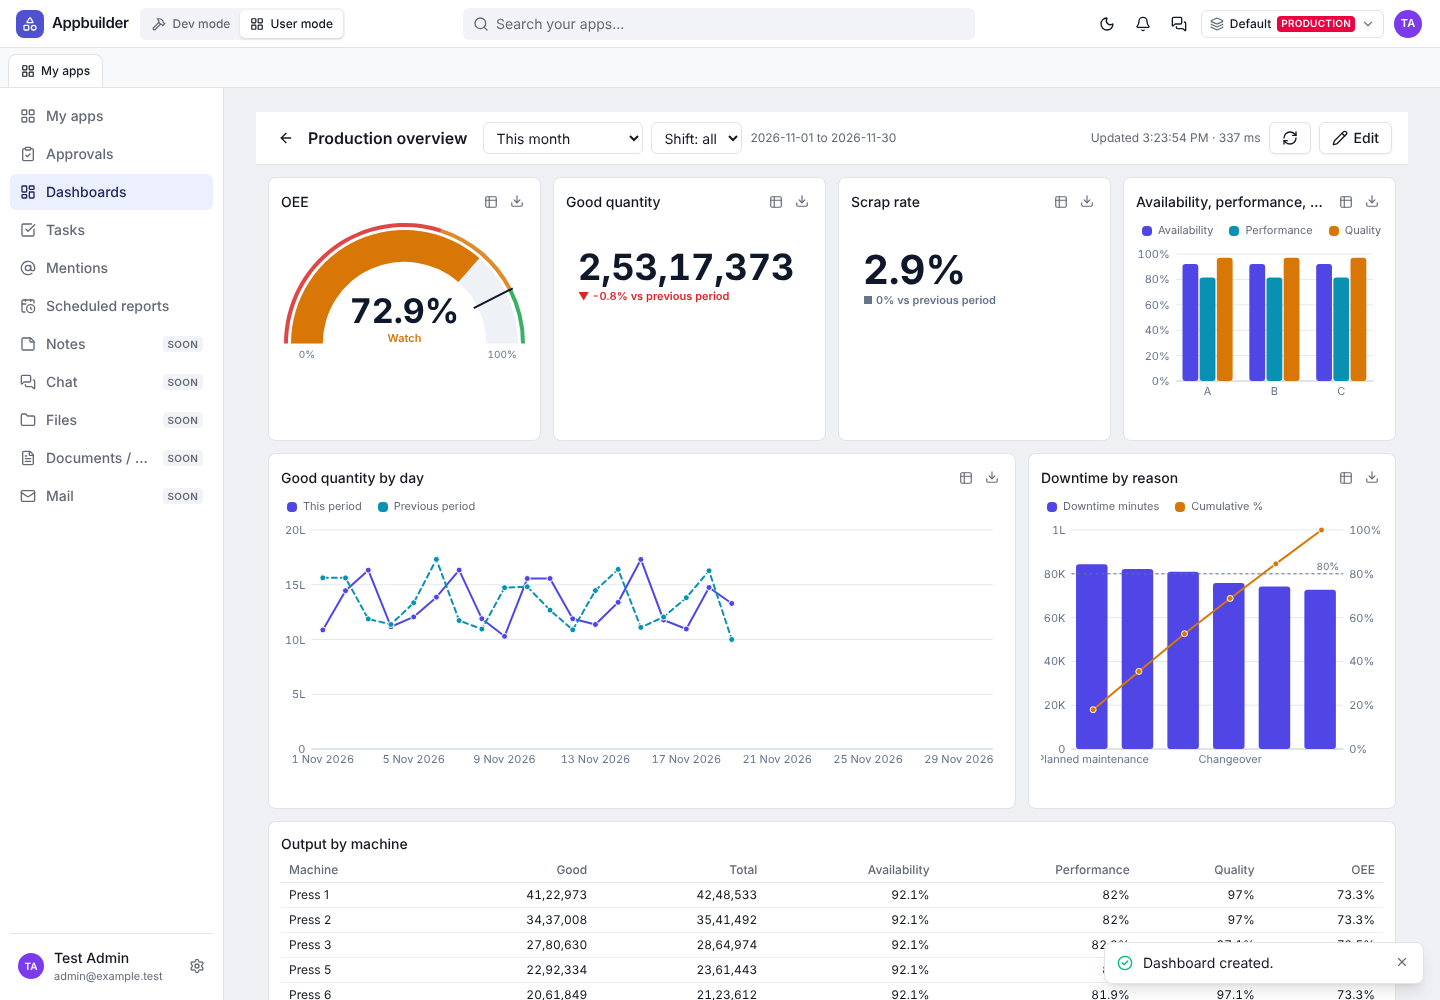 Appbuilder
Dev mode
User mode
Search your apps...
Default PRODUCTION
TA
My apps
My apps
Approvals
Dashboards
Tasks
Mentions
Scheduled reports
Notes SOON
Chat SOON
Files SOON
Documents / ... SOON
Mail SOON
Test Admin
admin@example.test
TA
Production overview
This month
Shift: all
2026-11-01 to 2026-11-30
Updated 3:23:54 PM · 337 ms
Edit
OEE
72.9%
Watch
0% 100%
Good quantity
2,53,17,373
▼ -0.8% vs previous period
Scrap rate
2.9%
■ 0% vs previous period
Availability, performance, ...
Availability Performance Quality
100%
80%
60%
40%
20%
0%
A B C
Good quantity by day
This period Previous period
20L
15L
10L
5L
0
1 Nov 2026 5 Nov 2026 9 Nov 2026 13 Nov 2026 17 Nov 2026 21 Nov 2026 25 Nov 2026 29 Nov 2026
Downtime by reason
Downtime minutes Cumulative %
1L 100%
80%
80K 80%
60K 60%
40K 40%
20K 20%
0 0%
Planned maintenance Changeover
Output by machine
Machine Good Total Availability Performance Quality OEE
Press 1 41,22,973 42,48,533 92.1% 82% 97% 73.3%
Press 2 34,37,008 35,41,492 92.1% 82% 97% 73.3%
Press 3 27,80,630 28,64,974 92.1%
Press 5 22,92,334 23,61,443 92.1%
Press 6 20,61,849 21,23,612 92.1% 81.9% 97.1% 73.3%
Dashboard created.